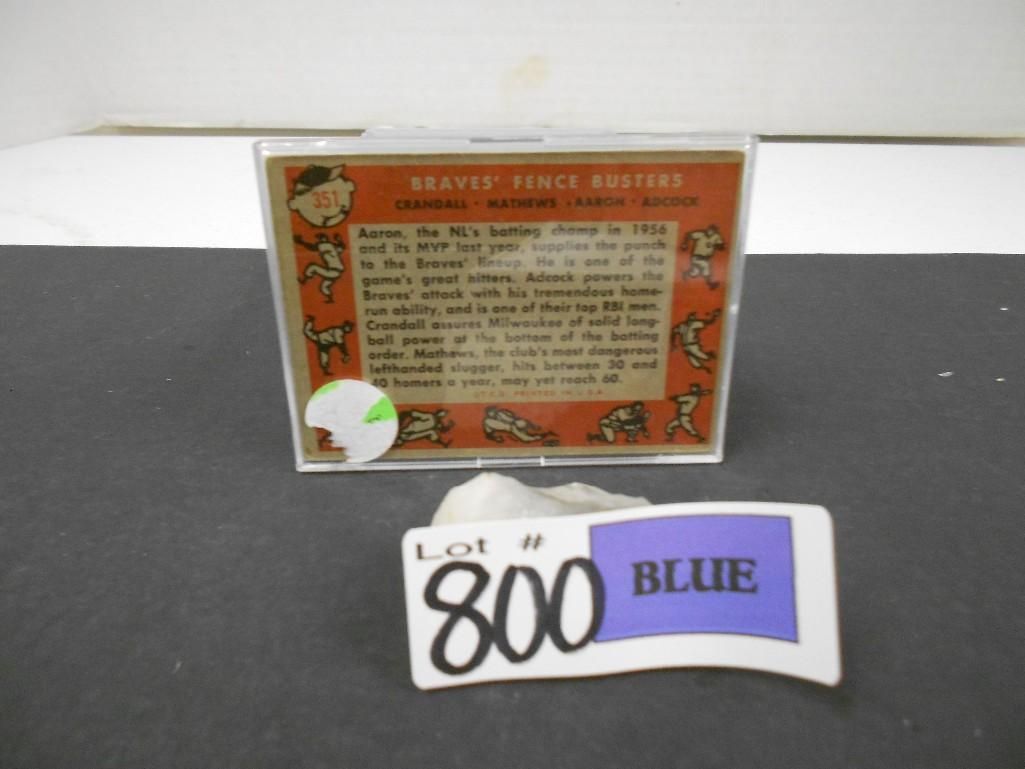 351
BRAVES' FENCE BUSTERS
CRANDALL · MATHEWS · AARON · ADCOCK
Aaron, the NL's batting champ in 1956
and its MVP last year, supplies the punch
to the Braves' lineup. He is one of the
game's great hitters. Adcock powers the
Braves' attack with his tremendous home-
run ability, and is one of their top RBI men.
Crandall assures Milwaukee of solid long-
ball power at the bottom of the batting
order. Mathews, the club's most dangerous
lefthanded slugger, hits between 30 and
40 homers a year, may yet reach 60.
©T.C.G. PRINTED IN U.S.A.
Lot #
800 BLUE